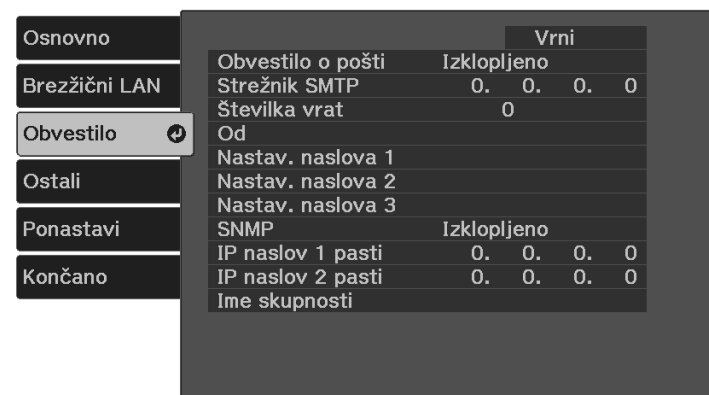 Osnovno
Brezžični LAN
Obvestilo
Ostali
Ponastavi
Končano
Vrni
Obvestilo o pošti Izklopljeno
Strežnik SMTP 0. 0. 0. 0
Številka vrat 0
Od
Nastav. naslova 1
Nastav. naslova 2
Nastav. naslova 3
SNMP Izklopljeno
IP naslov 1 pasti 0. 0. 0. 0
IP naslov 2 pasti 0. 0. 0. 0
Ime skupnosti